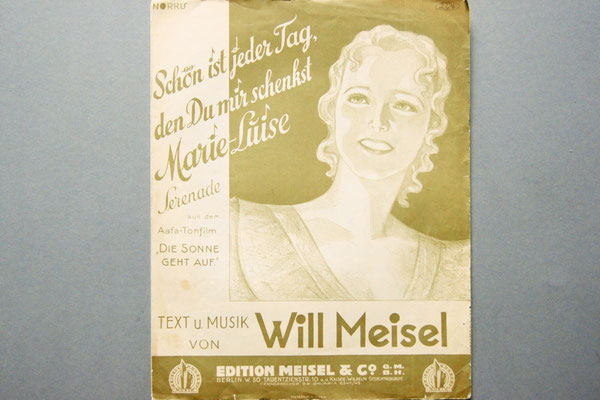 NORRU
Schön ist jeder Tag,
den Du mir schenkst
Marie-Luise
Serenade
aus dem
Aafa-Tonfilm
„DIE SONNE
GEHT AUF."
TEXT u. MUSIK
VON
Will Meisel
EDITION MEISEL & Co. G.M.B.H.
BERLIN W. 50 TAUENTZIENSTR. 10